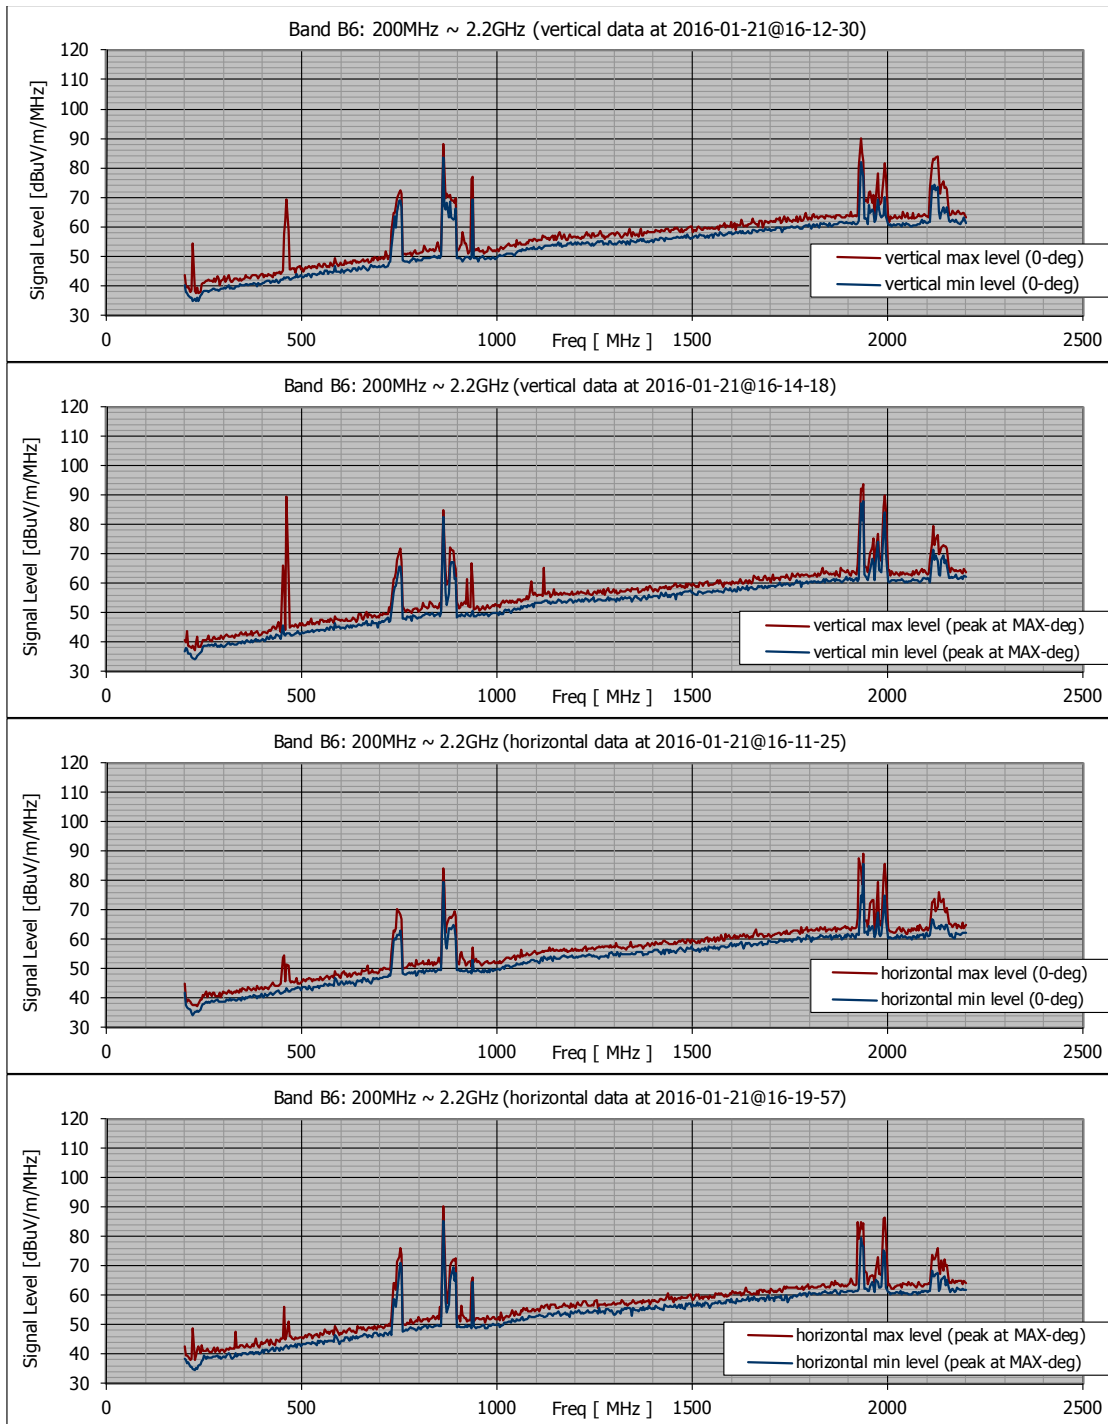 Band B6: 200MHz ~ 2.2GHz (vertical data at 2016-01-21@16-12-30)
Signal Level [dBuV/m/MHz]
120
110
100
90
80
70
60
50
40
30
vertical max level (0-deg)
vertical min level (0-deg)
0 500 1000 1500 2000 2500
Freq [ MHz ]
Band B6: 200MHz ~ 2.2GHz (vertical data at 2016-01-21@16-14-18)
Signal Level [dBuV/m/MHz]
120
110
100
90
80
70
60
50
40
30
vertical max level (peak at MAX-deg)
vertical min level (peak at MAX-deg)
0 500 1000 1500 2000 2500
Freq [ MHz ]
Band B6: 200MHz ~ 2.2GHz (horizontal data at 2016-01-21@16-11-25)
Signal Level [dBuV/m/MHz]
120
110
100
90
80
70
60
50
40
30
horizontal max level (0-deg)
horizontal min level (0-deg)
0 500 1000 1500 2000 2500
Freq [ MHz ]
Band B6: 200MHz ~ 2.2GHz (horizontal data at 2016-01-21@16-19-57)
Signal Level [dBuV/m/MHz]
120
110
100
90
80
70
60
50
40
30
horizontal max level (peak at MAX-deg)
horizontal min level (peak at MAX-deg)
0 500 1000 1500 2000 2500
Freq [ MHz ]